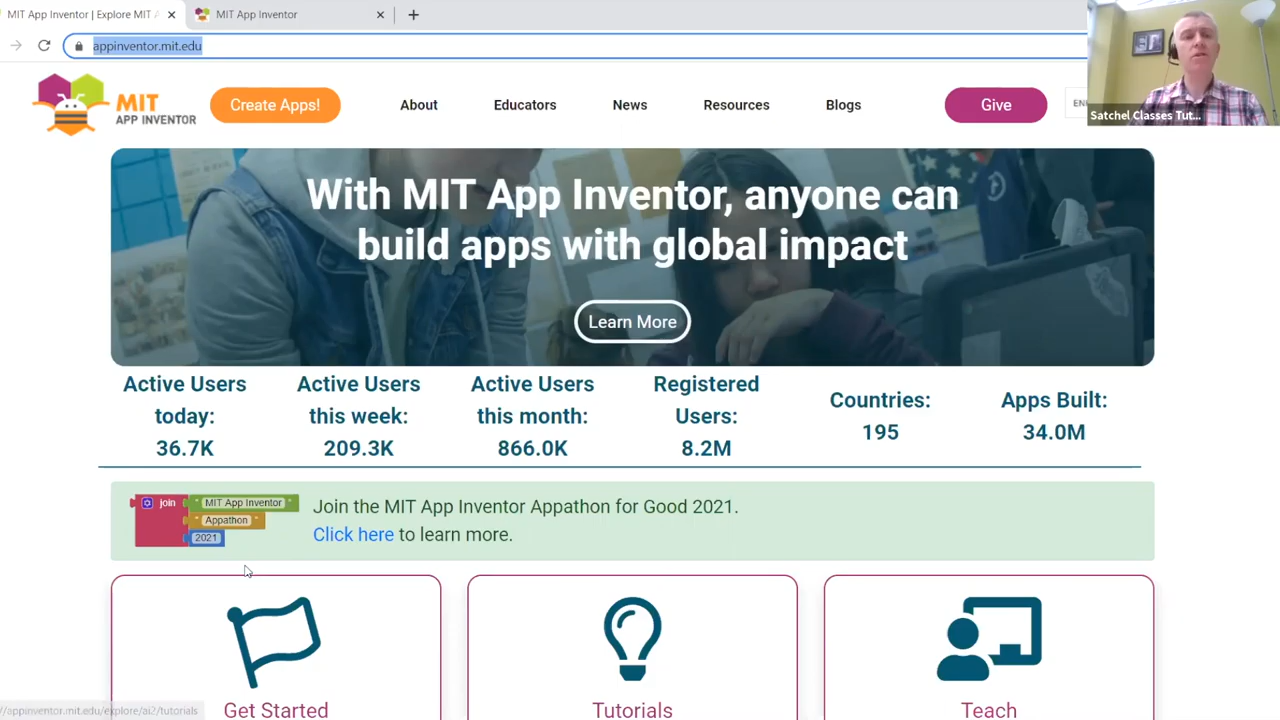 MIT App Inventor | Explore MIT A
MIT App Inventor
appinventor.mit.edu
MIT
APP INVENTOR
Create Apps!
About
Educators
News
Resources
Blogs
Give
Satchel Classes Tut...
With MIT App Inventor, anyone can
build apps with global impact
Learn More
Active Users
today:
36.7K
Active Users
this week:
209.3K
Active Users
this month:
866.0K
Registered
Users:
8.2M
Countries:
195
Apps Built:
34.0M
join
" MIT App Inventor "
" Appathon "
2021
Join the MIT App Inventor Appathon for Good 2021.
Click here to learn more.
Get Started
Tutorials
Teach
//appinventor.mit.edu/explore/ai2/tutorials